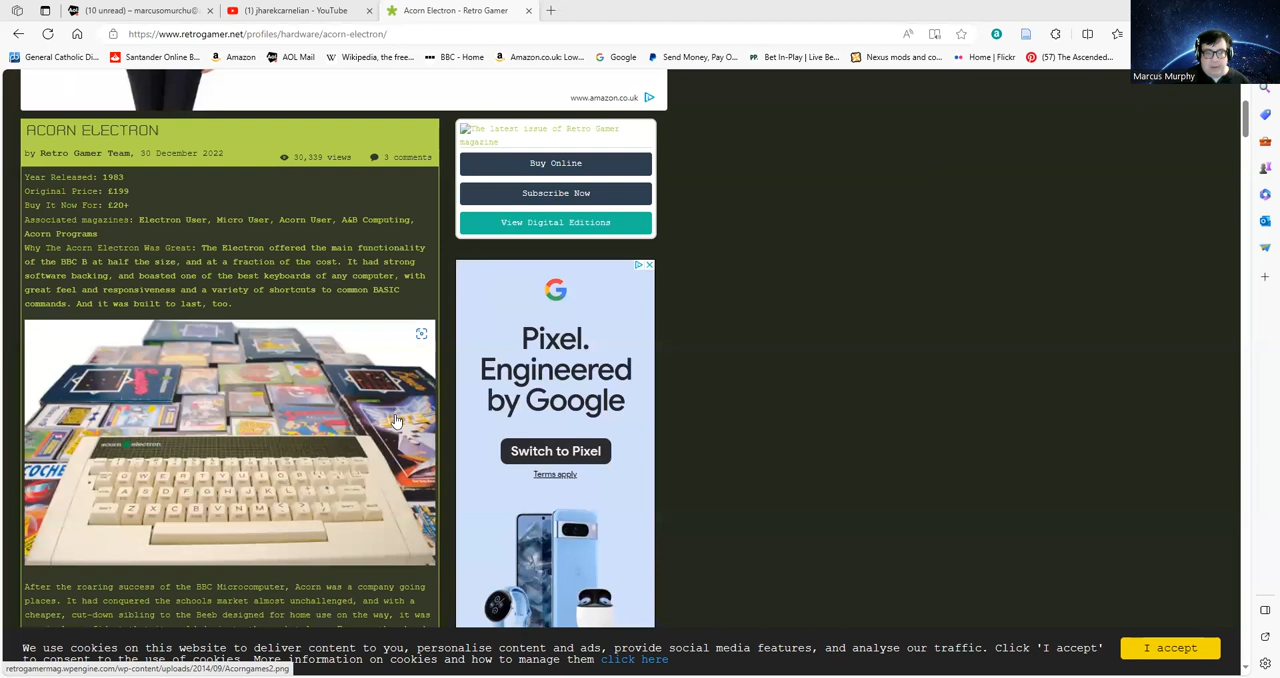 (10 unread) – marcusomurchu@
(1) jharekcarnelian - YouTube
Acorn Electron - Retro Gamer
https://www.retrogamer.net/profiles/hardware/acorn-electron/
General Catholic Di...
Santander Online B...
Amazon
AOL Mail
Wikipedia, the free...
BBC - Home
Amazon.co.uk: Low...
Google
Send Money, Pay O...
Bet In-Play | Live Be...
Nexus mods and co...
Home | Flickr
(57) The Ascended...
Marcus Murphy
www.amazon.co.uk
ACORN ELECTRON
by Retro Gamer Team, 30 December 2022
30,339 views
3 comments
Year Released: 1983
Original Price: £199
Buy It Now For: £20+
Associated magazines: Electron User, Micro User, Acorn User, A&B Computing,
Acorn Programs
Why The Acorn Electron Was Great: The Electron offered the main functionality
of the BBC B at half the size, and at a fraction of the cost. It had strong
software backing, and boasted one of the best keyboards of any computer, with
great feel and responsiveness and a variety of shortcuts to common BASIC
commands. And it was built to last, too.
acorn electron
Q W E R T Y U I O P
A S D F G H J K L
Z X C B V N M
After the roaring success of the BBC Microcomputer, Acorn was a company going
places. It had conquered the schools market almost unchallenged, and with a
cheaper, cut-down sibling to the Beeb designed for home use on the way, it was
The latest issue of Retro Gamer
magazine
Buy Online
Subscribe Now
View Digital Editions
Pixel.
Engineered
by Google
Switch to Pixel
Terms apply
We use cookies on this website to deliver content to you, personalise content and ads, provide social media features, and analyse our traffic. Click 'I accept'
to consent to the use of cookies. More information on cookies and how to manage them click here
I accept
retrogamermag.wpengine.com/wp-content/uploads/2014/09/Acorngames2.png